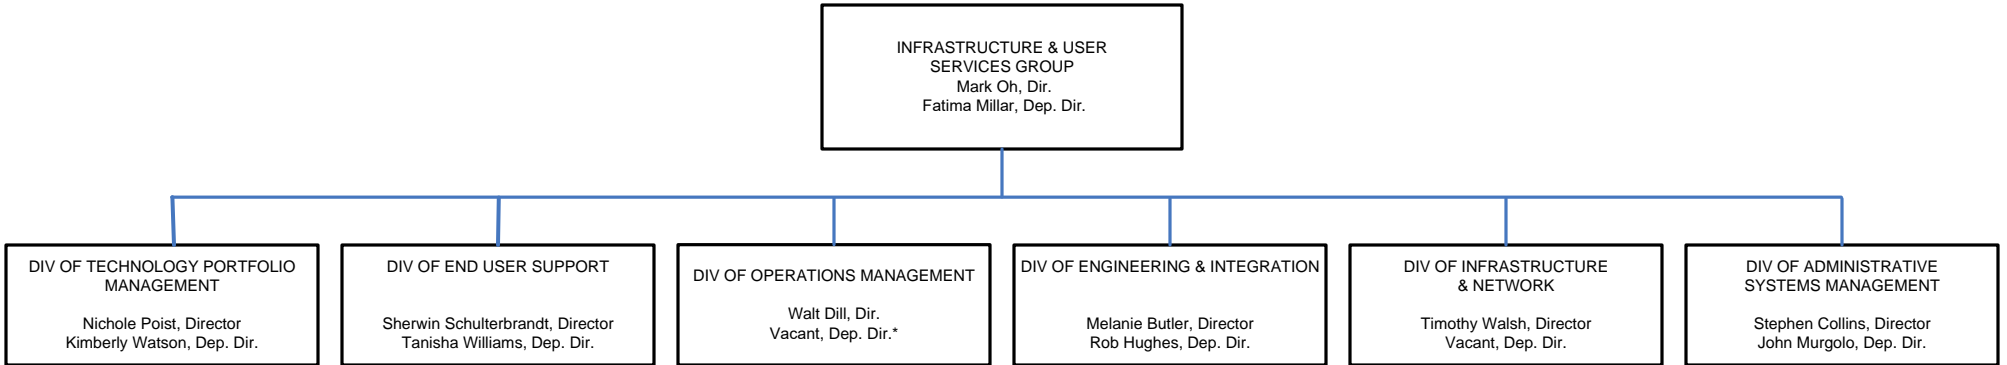 INFRASTRUCTURE & USER
SERVICES GROUP
Mark Oh, Dir.
Fatima Millar, Dep. Dir.
DIV OF TECHNOLOGY PORTFOLIO
MANAGEMENT
Nichole Poist, Director
Kimberly Watson, Dep. Dir.
DIV OF END USER SUPPORT
Sherwin Schulterbrandt, Director
Tanisha Williams, Dep. Dir.
DIV OF OPERATIONS MANAGEMENT
Walt Dill, Dir.
Vacant, Dep. Dir.*
DIV OF ENGINEERING & INTEGRATION
Melanie Butler, Director
Rob Hughes, Dep. Dir.
DIV OF INFRASTRUCTURE
& NETWORK
Timothy Walsh, Director
Vacant, Dep. Dir.
DIV OF ADMINISTRATIVE
SYSTEMS MANAGEMENT
Stephen Collins, Director
John Murgolo, Dep. Dir.